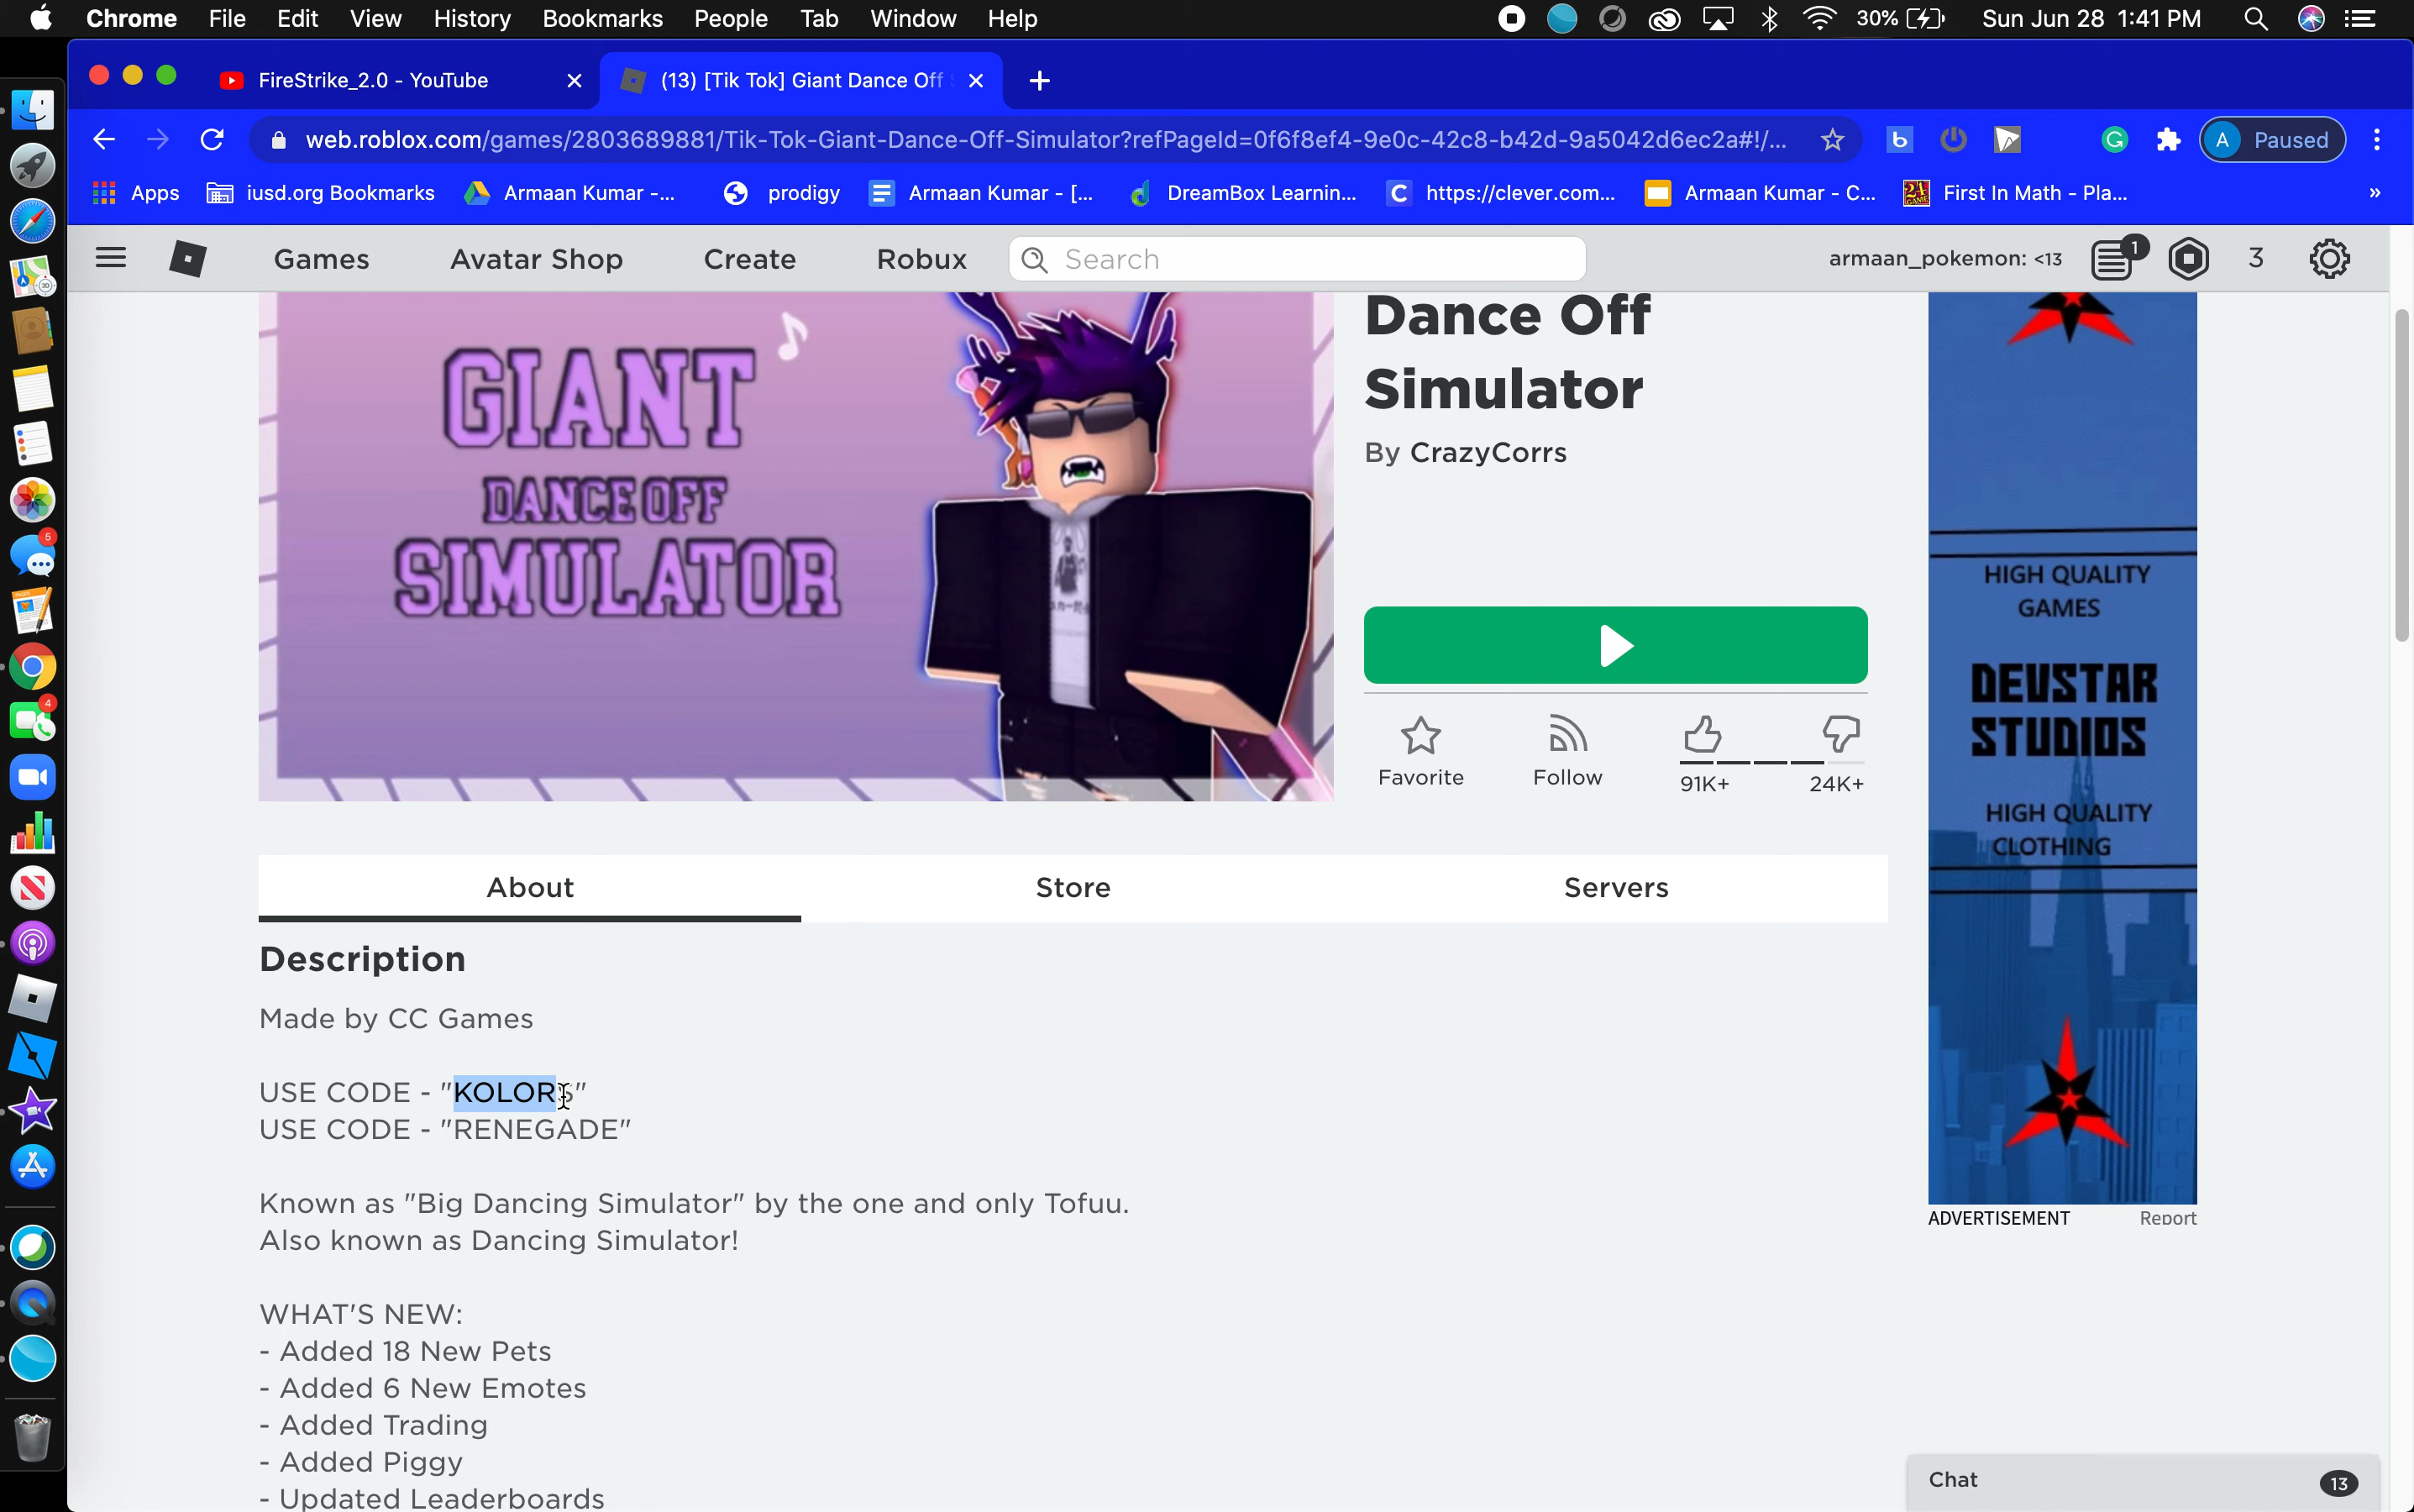 Chrome File Edit View History Bookmarks People Tab Window Help 30% Sun Jun 28 1:41 PM
FireStrike_2.0 - YouTube (13) [Tik Tok] Giant Dance Off
web.roblox.com/games/2803689881/Tik-Tok-Giant-Dance-Off-Simulator?refPageId=0f6f8ef4-9e0c-42c8-b42d-9a5042d6ec2a#!/... b A Paused
Apps iusd.org Bookmarks Armaan Kumar -... prodigy Armaan Kumar - [... DreamBox Learnin... C https://clever.com... Armaan Kumar - C... First In Math - Pla... »
Games Avatar Shop Create Robux Search armaan_pokemon: <13 1 3
GIANT
DANCE OFF
SIMULATOR
Dance Off
Simulator
By CrazyCorrs
Favorite Follow 91K+ 24K+
HIGH QUALITY
GAMES
DEVSTAR
STUDIOS
HIGH QUALITY
CLOTHING
ADVERTISEMENT Report
About Store Servers
Description
Made by CC Games
USE CODE - "KOLORS"
USE CODE - "RENEGADE"
Known as "Big Dancing Simulator" by the one and only Tofuu.
Also known as Dancing Simulator!
WHAT'S NEW:
- Added 18 New Pets
- Added 6 New Emotes
- Added Trading
- Added Piggy
- Updated Leaderboards
Chat 13
5
4